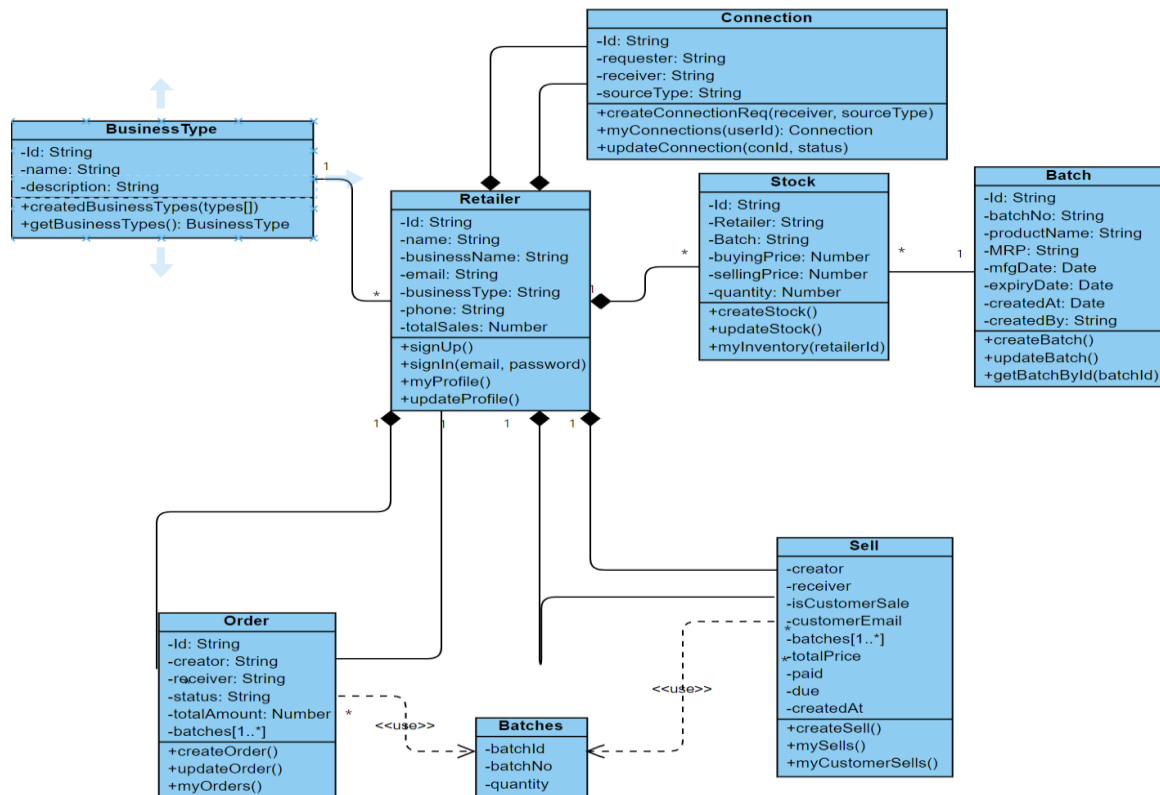 Connection
-Id: String
-requester: String
-receiver: String
-sourceType: String
+createConnectionReq(receiver, sourceType)
+myConnections(userId): Connection
+updateConnection(conId, status)
BusinessType
-Id: String
-name: String
-description: String
+createdBusinessTypes(types[])
+getBusinessTypes(): BusinessType
1
*
Retailer
-Id: String
-name: String
-businessName: String
-email: String
-businessType: String
-phone: String
-totalSales: Number
+signUp()
+signIn(email, password)
+myProfile()
+updateProfile()
1
*
Stock
-Id: String
-Retailer: String
-Batch: String
-buyingPrice: Number
-sellingPrice: Number
-quantity: Number
+createStock()
+updateStock()
+myInventory(retailerId)
*
1
Batch
-Id: String
-batchNo: String
-productName: String
-MRP: String
-mfgDate: Date
-expiryDate: Date
-createdAt: Date
-createdBy: String
+createBatch()
+updateBatch()
+getBatchById(batchId)
1
1
1
1
Order
-Id: String
-creator: String
-receiver: String
*
-status: String
-totalAmount: Number
-batches[1..*]
+createOrder()
+updateOrder()
+myOrders()
*
<<use>>
Batches
-batchId
-batchNo
-quantity
<<use>>
Sell
-creator
-receiver
-isCustomerSale
-customerEmail
*
-batches[1..*]
*
-totalPrice
-paid
-due
-createdAt
+createSell()
+mySells()
+myCustomerSells()